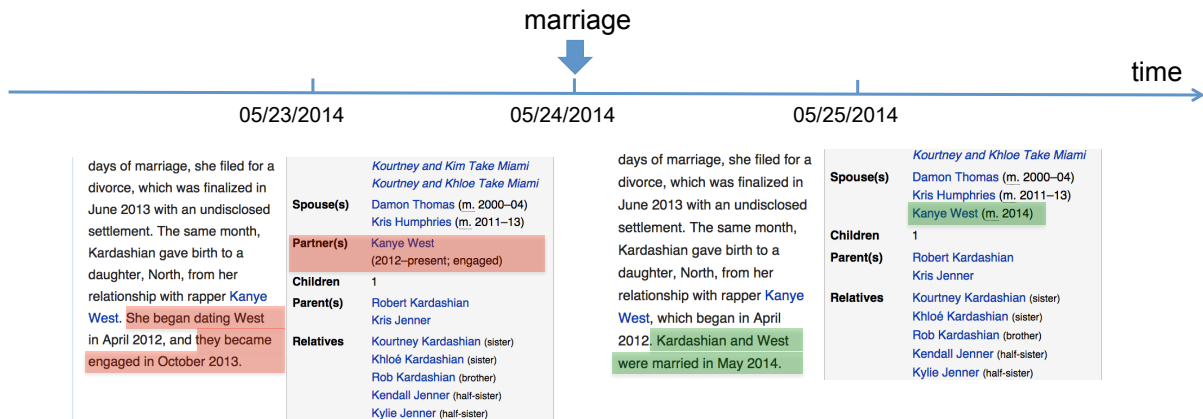 marriage
time
05/23/2014
05/24/2014
05/25/2014
days of marriage, she filed for a
divorce, which was finalized in
June 2013 with an undisclosed
settlement. The same month,
Kardashian gave birth to a
daughter, North, from her
relationship with rapper Kanye
West. She began dating West
in April 2012, and they became
engaged in October 2013.
Kourtney and Kim Take Miami
Kourtney and Khloe Take Miami
Spouse(s) Damon Thomas (m. 2000–04)
Kris Humphries (m. 2011–13)
Partner(s) Kanye West
(2012–present; engaged)
Children 1
Parent(s) Robert Kardashian
Kris Jenner
Relatives Kourtney Kardashian (sister)
Khloé Kardashian (sister)
Rob Kardashian (brother)
Kendall Jenner (half-sister)
Kylie Jenner (half-sister)
days of marriage, she filed for a
divorce, which was finalized in
June 2013 with an undisclosed
settlement. The same month,
Kardashian gave birth to a
daughter, North, from her
relationship with rapper Kanye
West, which began in April
2012. Kardashian and West
were married in May 2014.
Kourtney and Khloe Take Miami
Spouse(s) Damon Thomas (m. 2000–04)
Kris Humphries (m. 2011–13)
Kanye West (m. 2014)
Children 1
Parent(s) Robert Kardashian
Kris Jenner
Relatives Kourtney Kardashian (sister)
Khloé Kardashian (sister)
Rob Kardashian (brother)
Kendall Jenner (half-sister)
Kylie Jenner (half-sister)